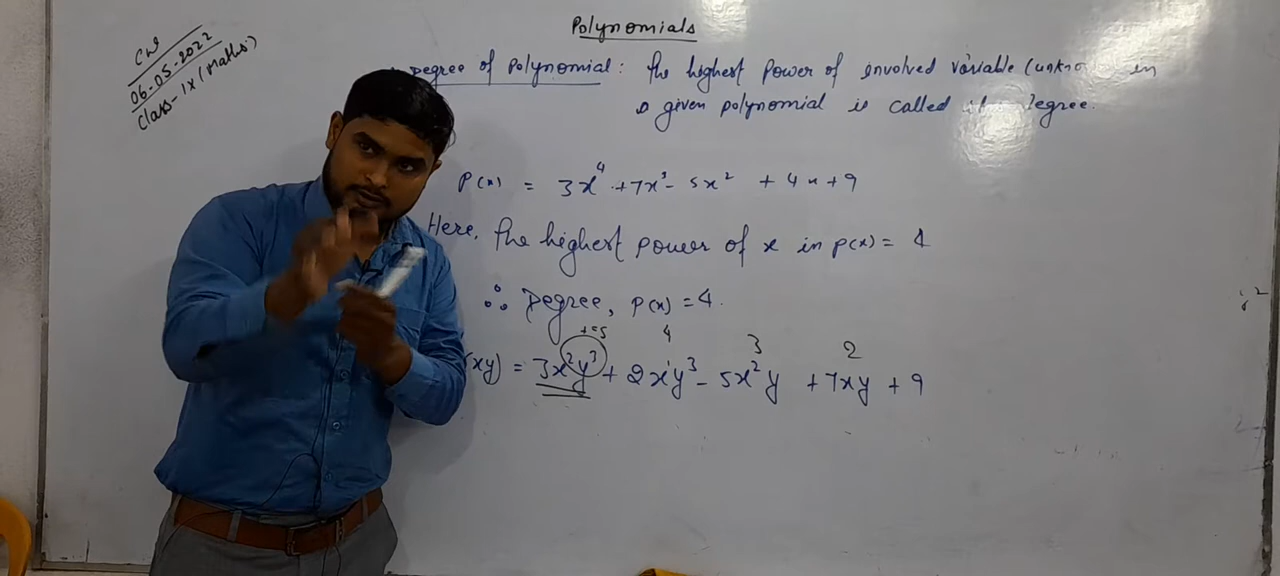 Polynomials
CW
06-05-2022
Class-IX (Maths)
Degree of Polynomial: The highest Power of involved variable (unkno in
a given polynomial is called it Degree.
P(x) = 3x⁴ + 7x³ - 5x² + 4x + 9
Here, The highest power of x in p(x) = 4
∴ Degree, P(x) = 4.
+=5 4 3 2
(xy) = 3x²y³ + 2x¹y³ - 5x²y + 7xy + 9